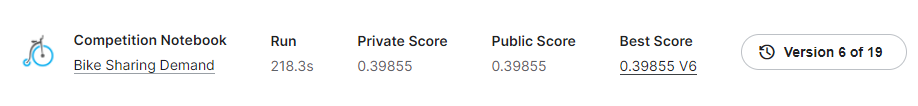 Competition Notebook Run Private Score Public Score Best Score
Bike Sharing Demand 218.3s 0.39855 0.39855 0.39855 V6
Version 6 of 19